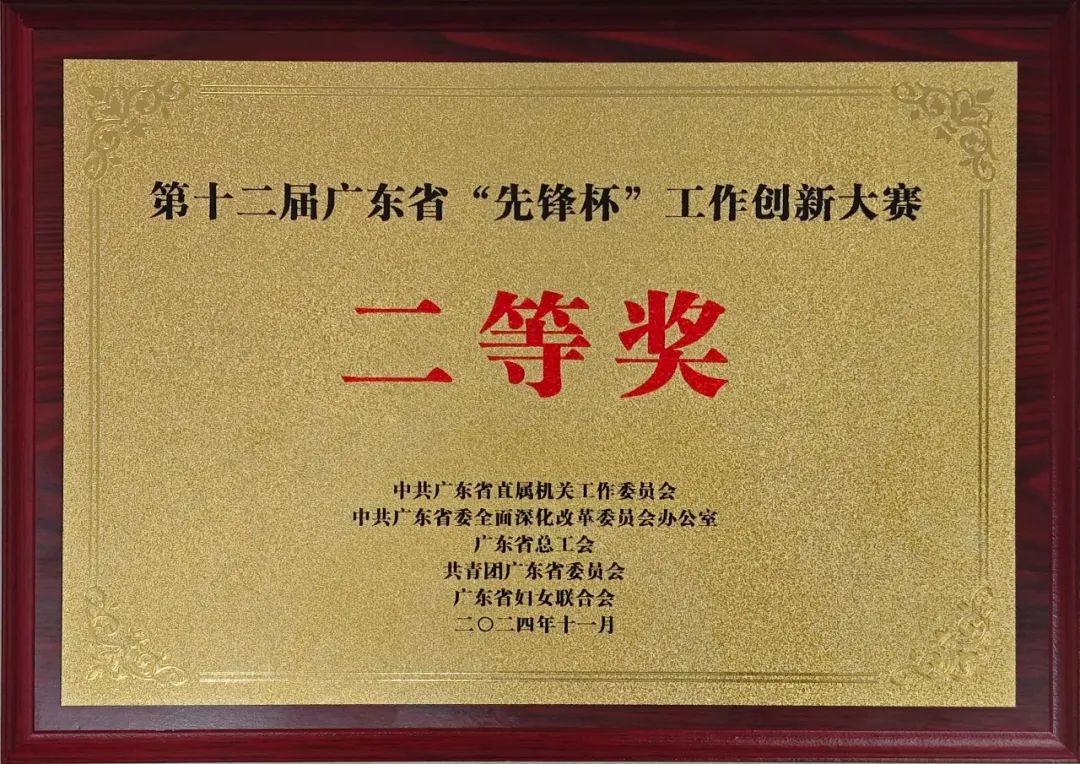 第十二届广东省“先锋杯”工作创新大赛
二等奖
中共广东省直属机关工作委员会
中共广东省委全面深化改革委员会办公室
广东省总工会
共青团广东省委员会
广东省妇女联合会
二〇二四年十一月